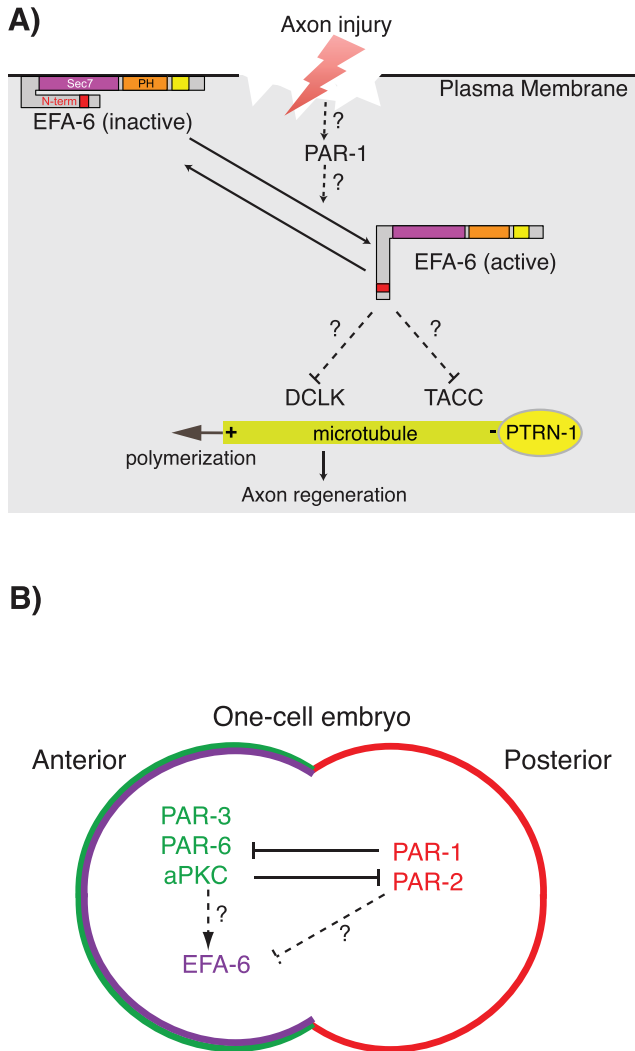 A)
Axon injury
Plasma Membrane
Sec7 PH
N-term
EFA-6 (inactive)
?
PAR-1
?
EFA-6 (active)
? ?
DCLK TACC
+ microtubule - PTRN-1
polymerization
Axon regeneration
B)
One-cell embryo
Anterior Posterior
PAR-3
PAR-6
aPKC
PAR-1
PAR-2
?
?
EFA-6